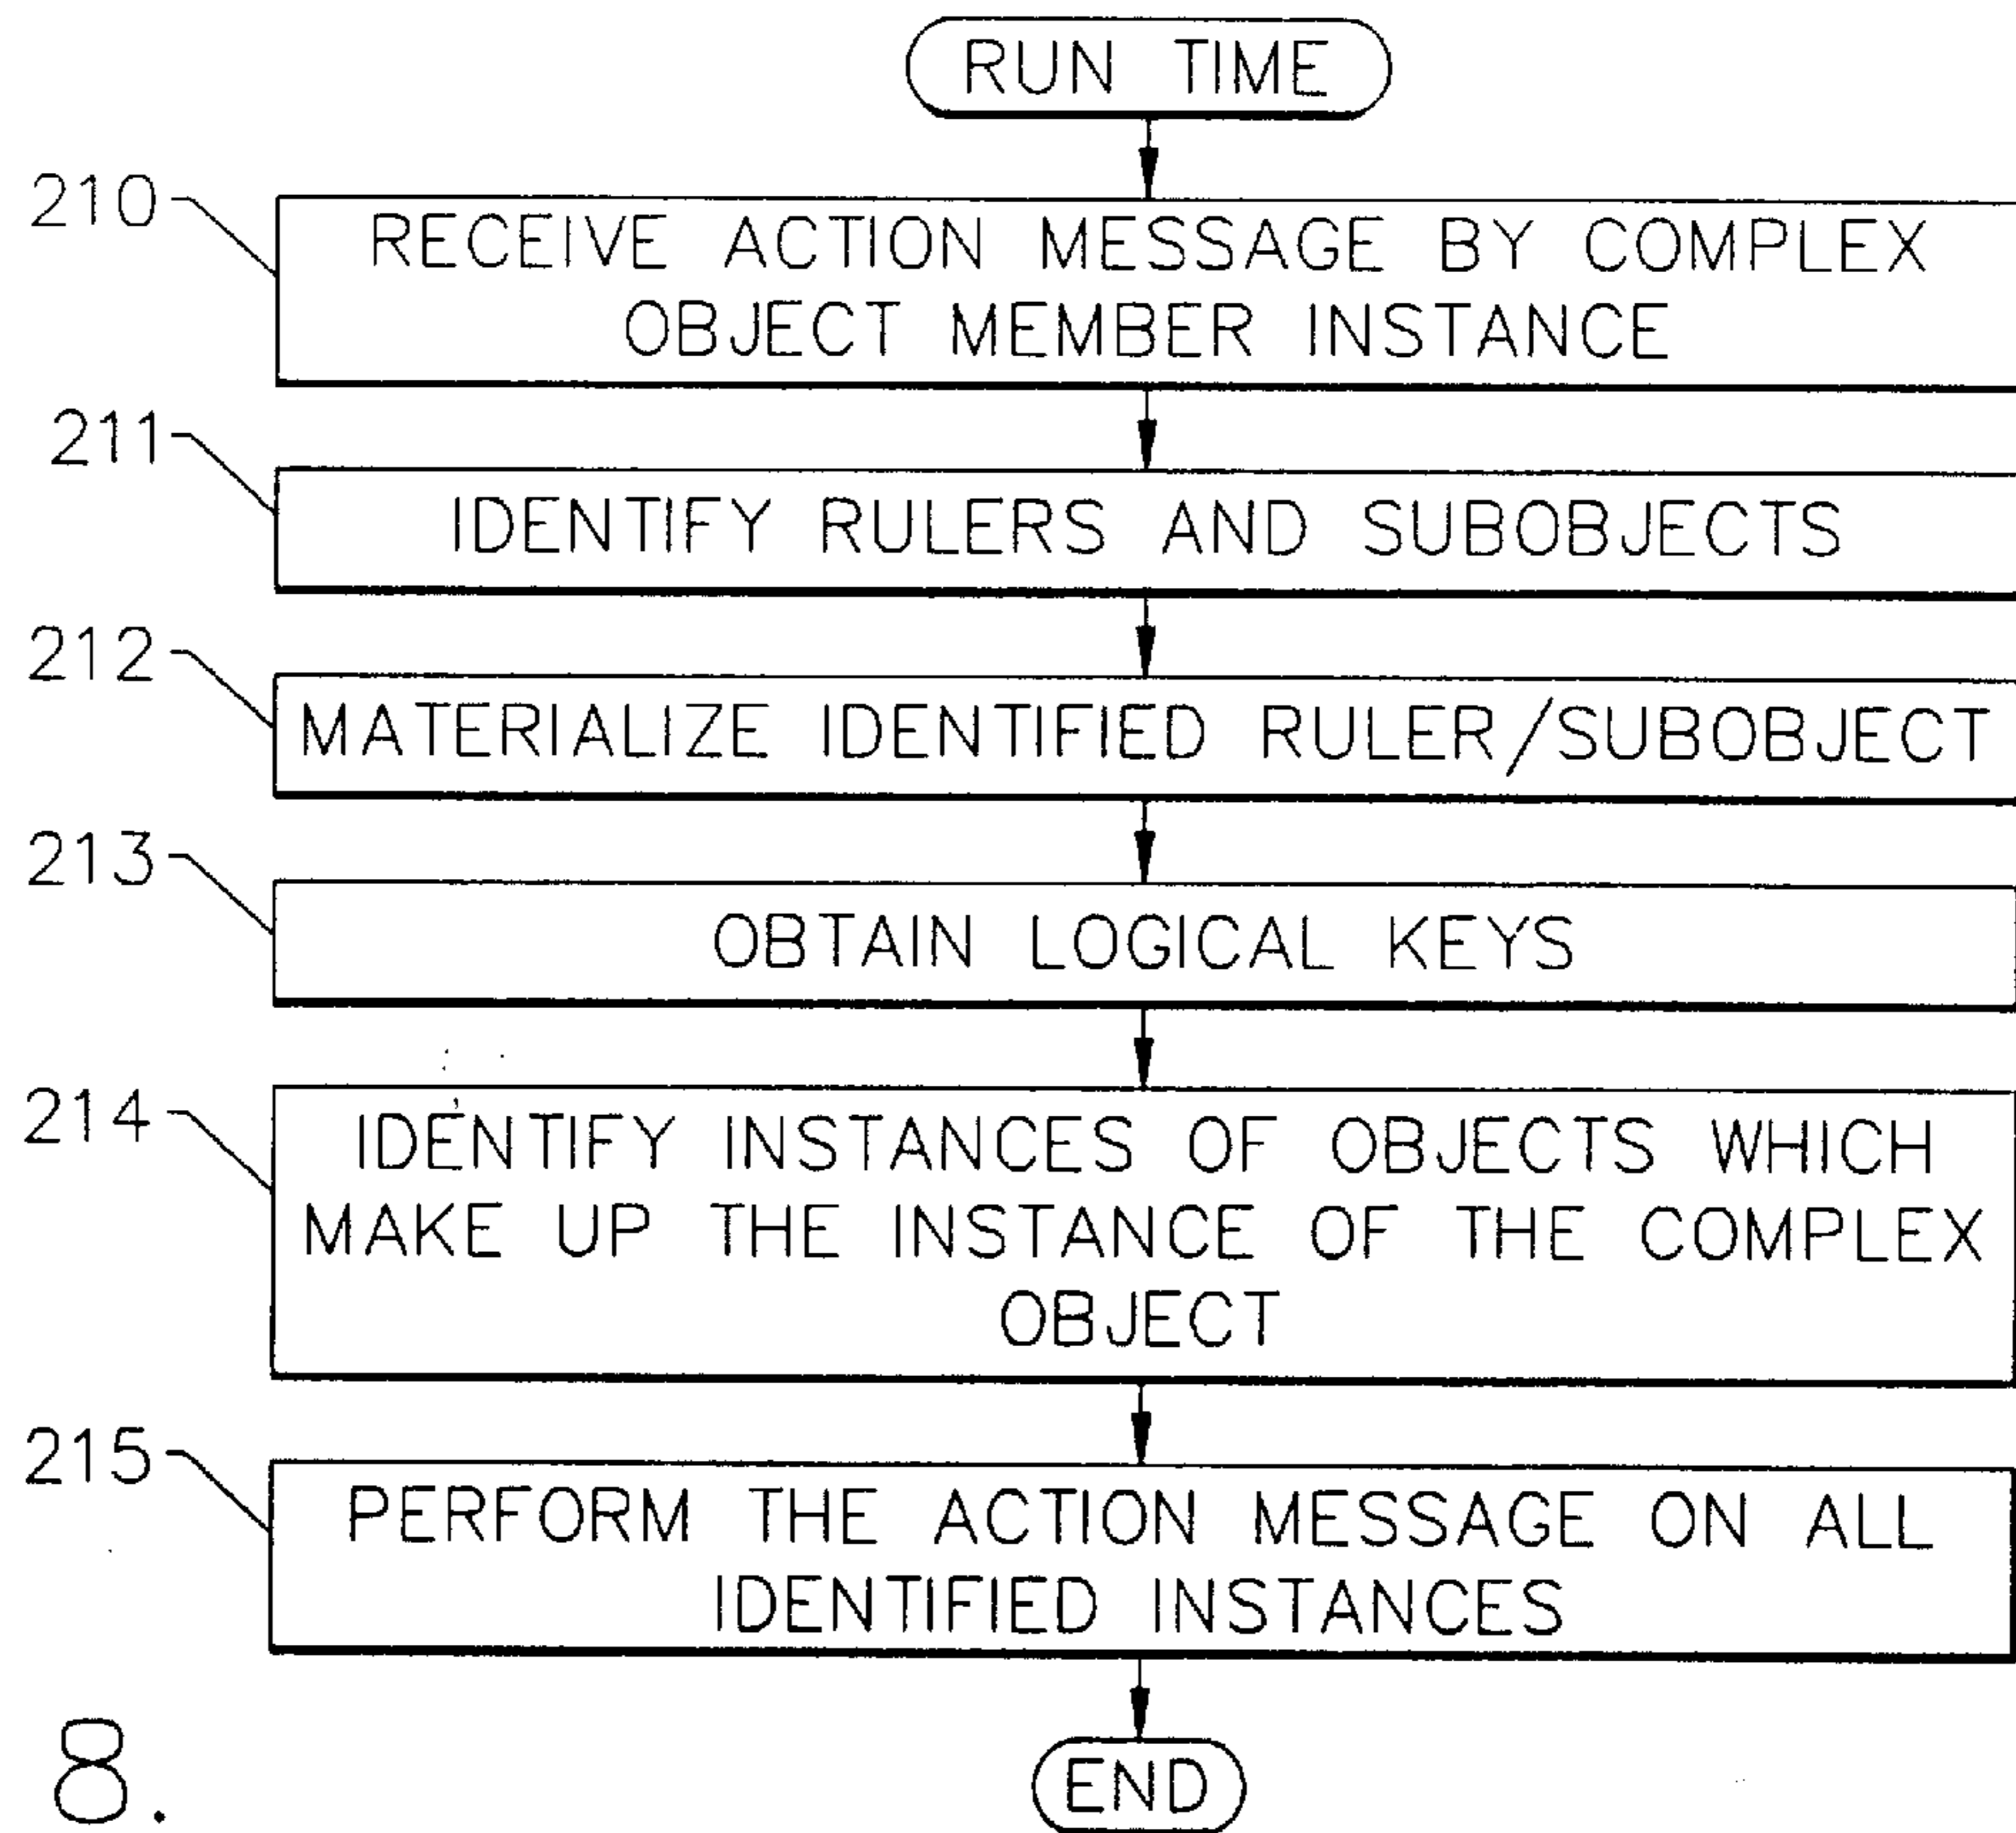 RUN TIME
210
RECEIVE ACTION MESSAGE BY COMPLEX
OBJECT MEMBER INSTANCE
211
IDENTIFY RULERS AND SUBOBJECTS
212
MATERIALIZE IDENTIFIED RULER/SUBOBJECT
213
OBTAIN LOGICAL KEYS
214
IDENTIFY INSTANCES OF OBJECTS WHICH
MAKE UP THE INSTANCE OF THE COMPLEX
OBJECT
215
PERFORM THE ACTION MESSAGE ON ALL
IDENTIFIED INSTANCES
END
8.